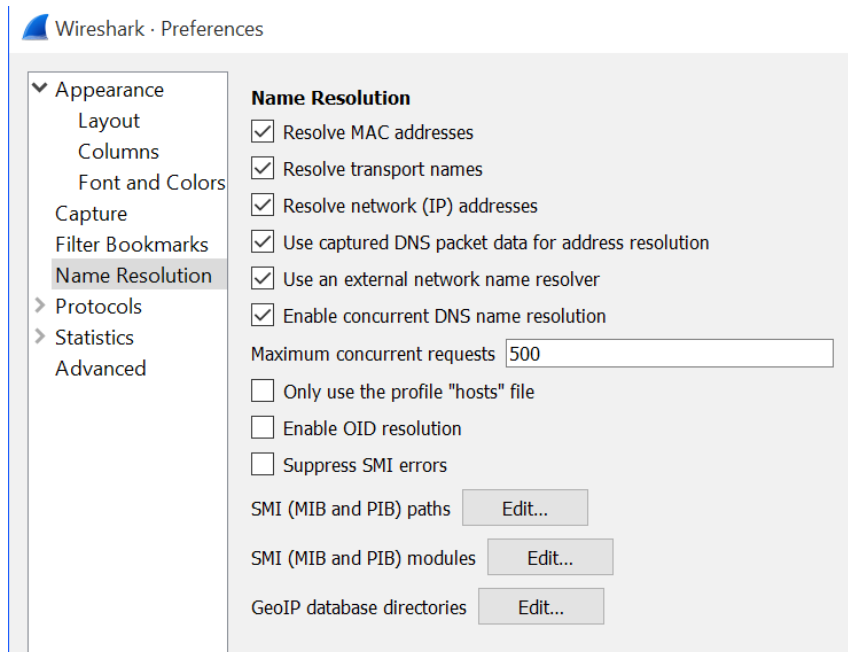 Wireshark · Preferences
Appearance
Layout
Columns
Font and Colors
Capture
Filter Bookmarks
Name Resolution
Protocols
Statistics
Advanced
Name Resolution
Resolve MAC addresses
Resolve transport names
Resolve network (IP) addresses
Use captured DNS packet data for address resolution
Use an external network name resolver
Enable concurrent DNS name resolution
Maximum concurrent requests 500
Only use the profile "hosts" file
Enable OID resolution
Suppress SMI errors
SMI (MIB and PIB) paths Edit...
SMI (MIB and PIB) modules Edit...
GeoIP database directories Edit...